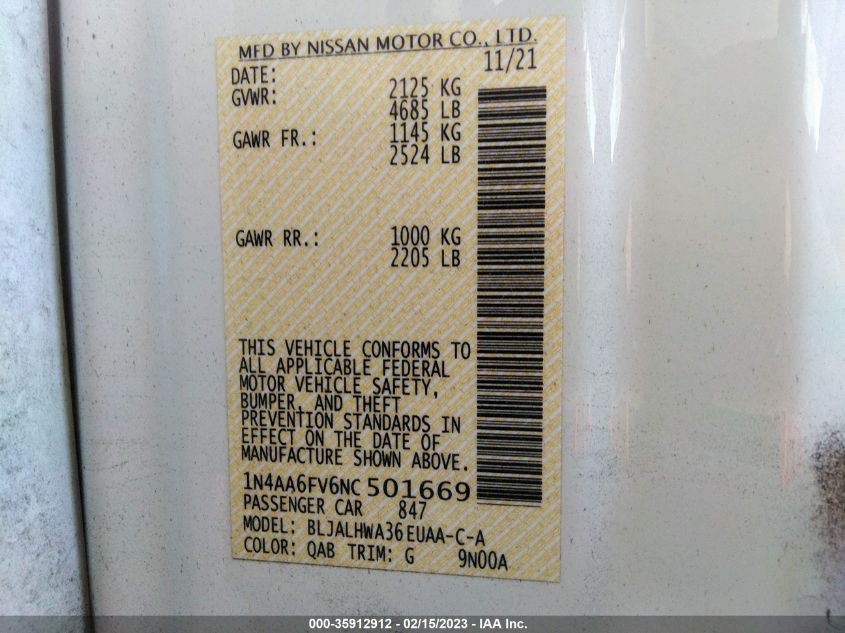 MFD BY NISSAN MOTOR CO., LTD.
DATE: 11/21
GVWR: 2125 KG
4685 LB
GAWR FR.: 1145 KG
2524 LB
GAWR RR.: 1000 KG
2205 LB
THIS VEHICLE CONFORMS TO
ALL APPLICABLE FEDERAL
MOTOR VEHICLE SAFETY,
BUMPER, AND THEFT
PREVENTION STANDARDS IN
EFFECT ON THE DATE OF
MANUFACTURE SHOWN ABOVE.
1N4AA6FV6NC501669
PASSENGER CAR 847
MODEL: BLJALHWA36EUAA-C-A
COLOR: QAB TRIM: G 9N00A
000-35912912 - 02/15/2023 - IAA Inc.